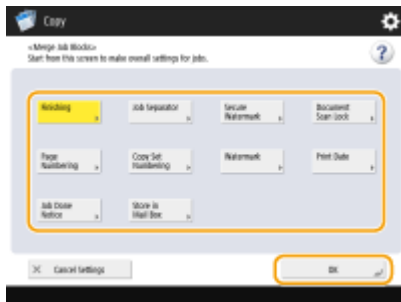 Copy
<Merge Job Blocks>
Start from this screen to make overall settings for jobs.
Finishing
Job Separator
Secure
Watermark
Document
Scan Lock
Page
Numbering
Copy Set
Numbering
Watermark
Print Date
Job Done
Notice
Store in
Mail Box
Cancel Settings
OK